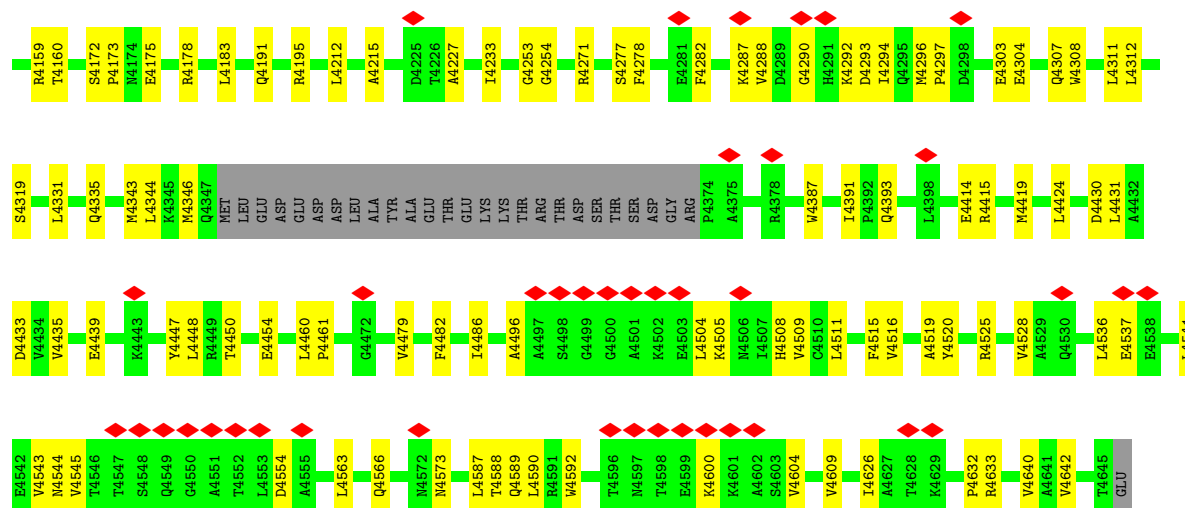 R4159 T4160 S4172 P4173 N4174 E4175 R4178 L4183 Q4191 R4195 L4212 A4215 D4225 T4226 A4227 I4233 G4253 G4254 R4271 S4277 F4278 E4281 F4282 K4287 V4288 D4289 G4290 H4291 K4292 D4293 I4294 Q4295 M4296 P4297 D4298 E4303 E4304 Q4307 W4308 L4311 L4312
S4319 L4331 Q4335 M4343 L4344 K4345 M4346 Q4347 MET LEU GLU ASP GLU ASP ASP LEU ALA TYR ALA GLU THR GLU LYS LYS THR ARG THR ASP SER THR SER ASP GLY ARG P4374 A4375 R4378 W4387 I4391 P4392 Q4393 L4398 E4414 R4415 M4419 L4424 D4430 L4431 A4432
D4433 V4434 V4435 E4439 K4443 Y4447 L4448 R4449 T4450 E4454 L4460 P4461 G4472 V4479 F4482 I4486 A4496 A4497 S4498 G4499 G4500 A4501 K4502 E4503 L4504 K4505 N4506 I4507 H4508 V4509 C4510 L4511 F4515 V4516 A4519 Y4520 R4525 V4528 A4529 Q4530 L4536 E4537 E4538
E4542 V4543 N4544 V4545 T4546 T4547 S4548 Q4549 G4550 A4551 T4552 L4553 D4554 A4555 L4563 Q4566 N4572 N4573 L4587 T4588 Q4589 L4590 R4591 W4592 T4596 N4597 T4598 E4599 K4600 K4601 A4602 S4603 V4604 V4609 I4626 A4627 T4628 K4629 P4632 R4633 V4640 A4641 V4642 T4645 GLU